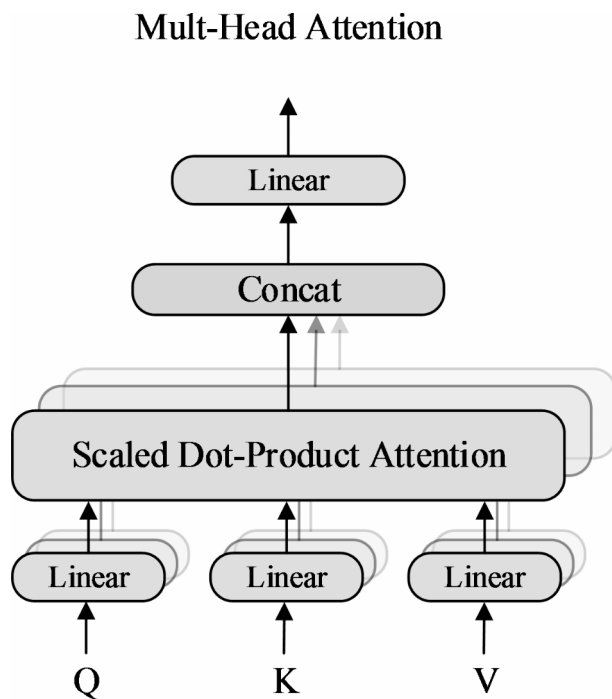 Mult-Head Attention
Linear
Concat
Scaled Dot-Product Attention
Linear Linear Linear
Q K V